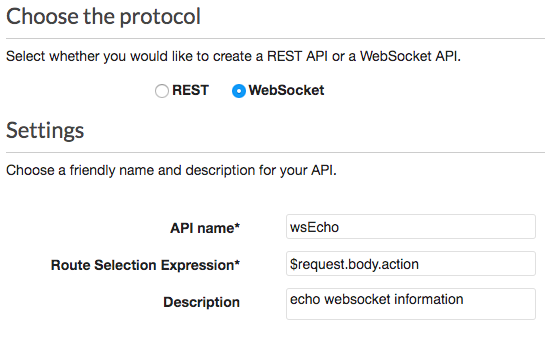 Choose the protocol
Select whether you would like to create a REST API or a WebSocket API.
REST WebSocket
Settings
Choose a friendly name and description for your API.
API name* wsEcho
Route Selection Expression* $request.body.action
Description echo websocket information